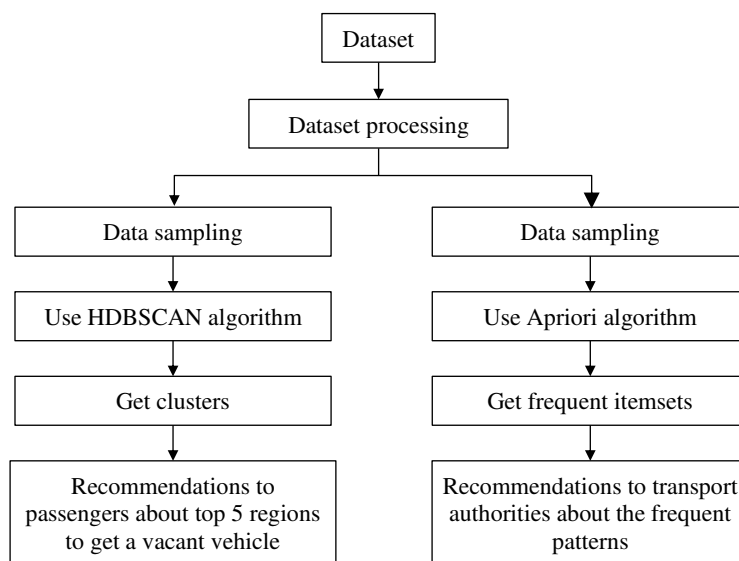 Dataset
Dataset processing
Data sampling
Use HDBSCAN algorithm
Get clusters
Recommendations to
passengers about top 5 regions
to get a vacant vehicle
Data sampling
Use Apriori algorithm
Get frequent itemsets
Recommendations to transport
authorities about the frequent
patterns